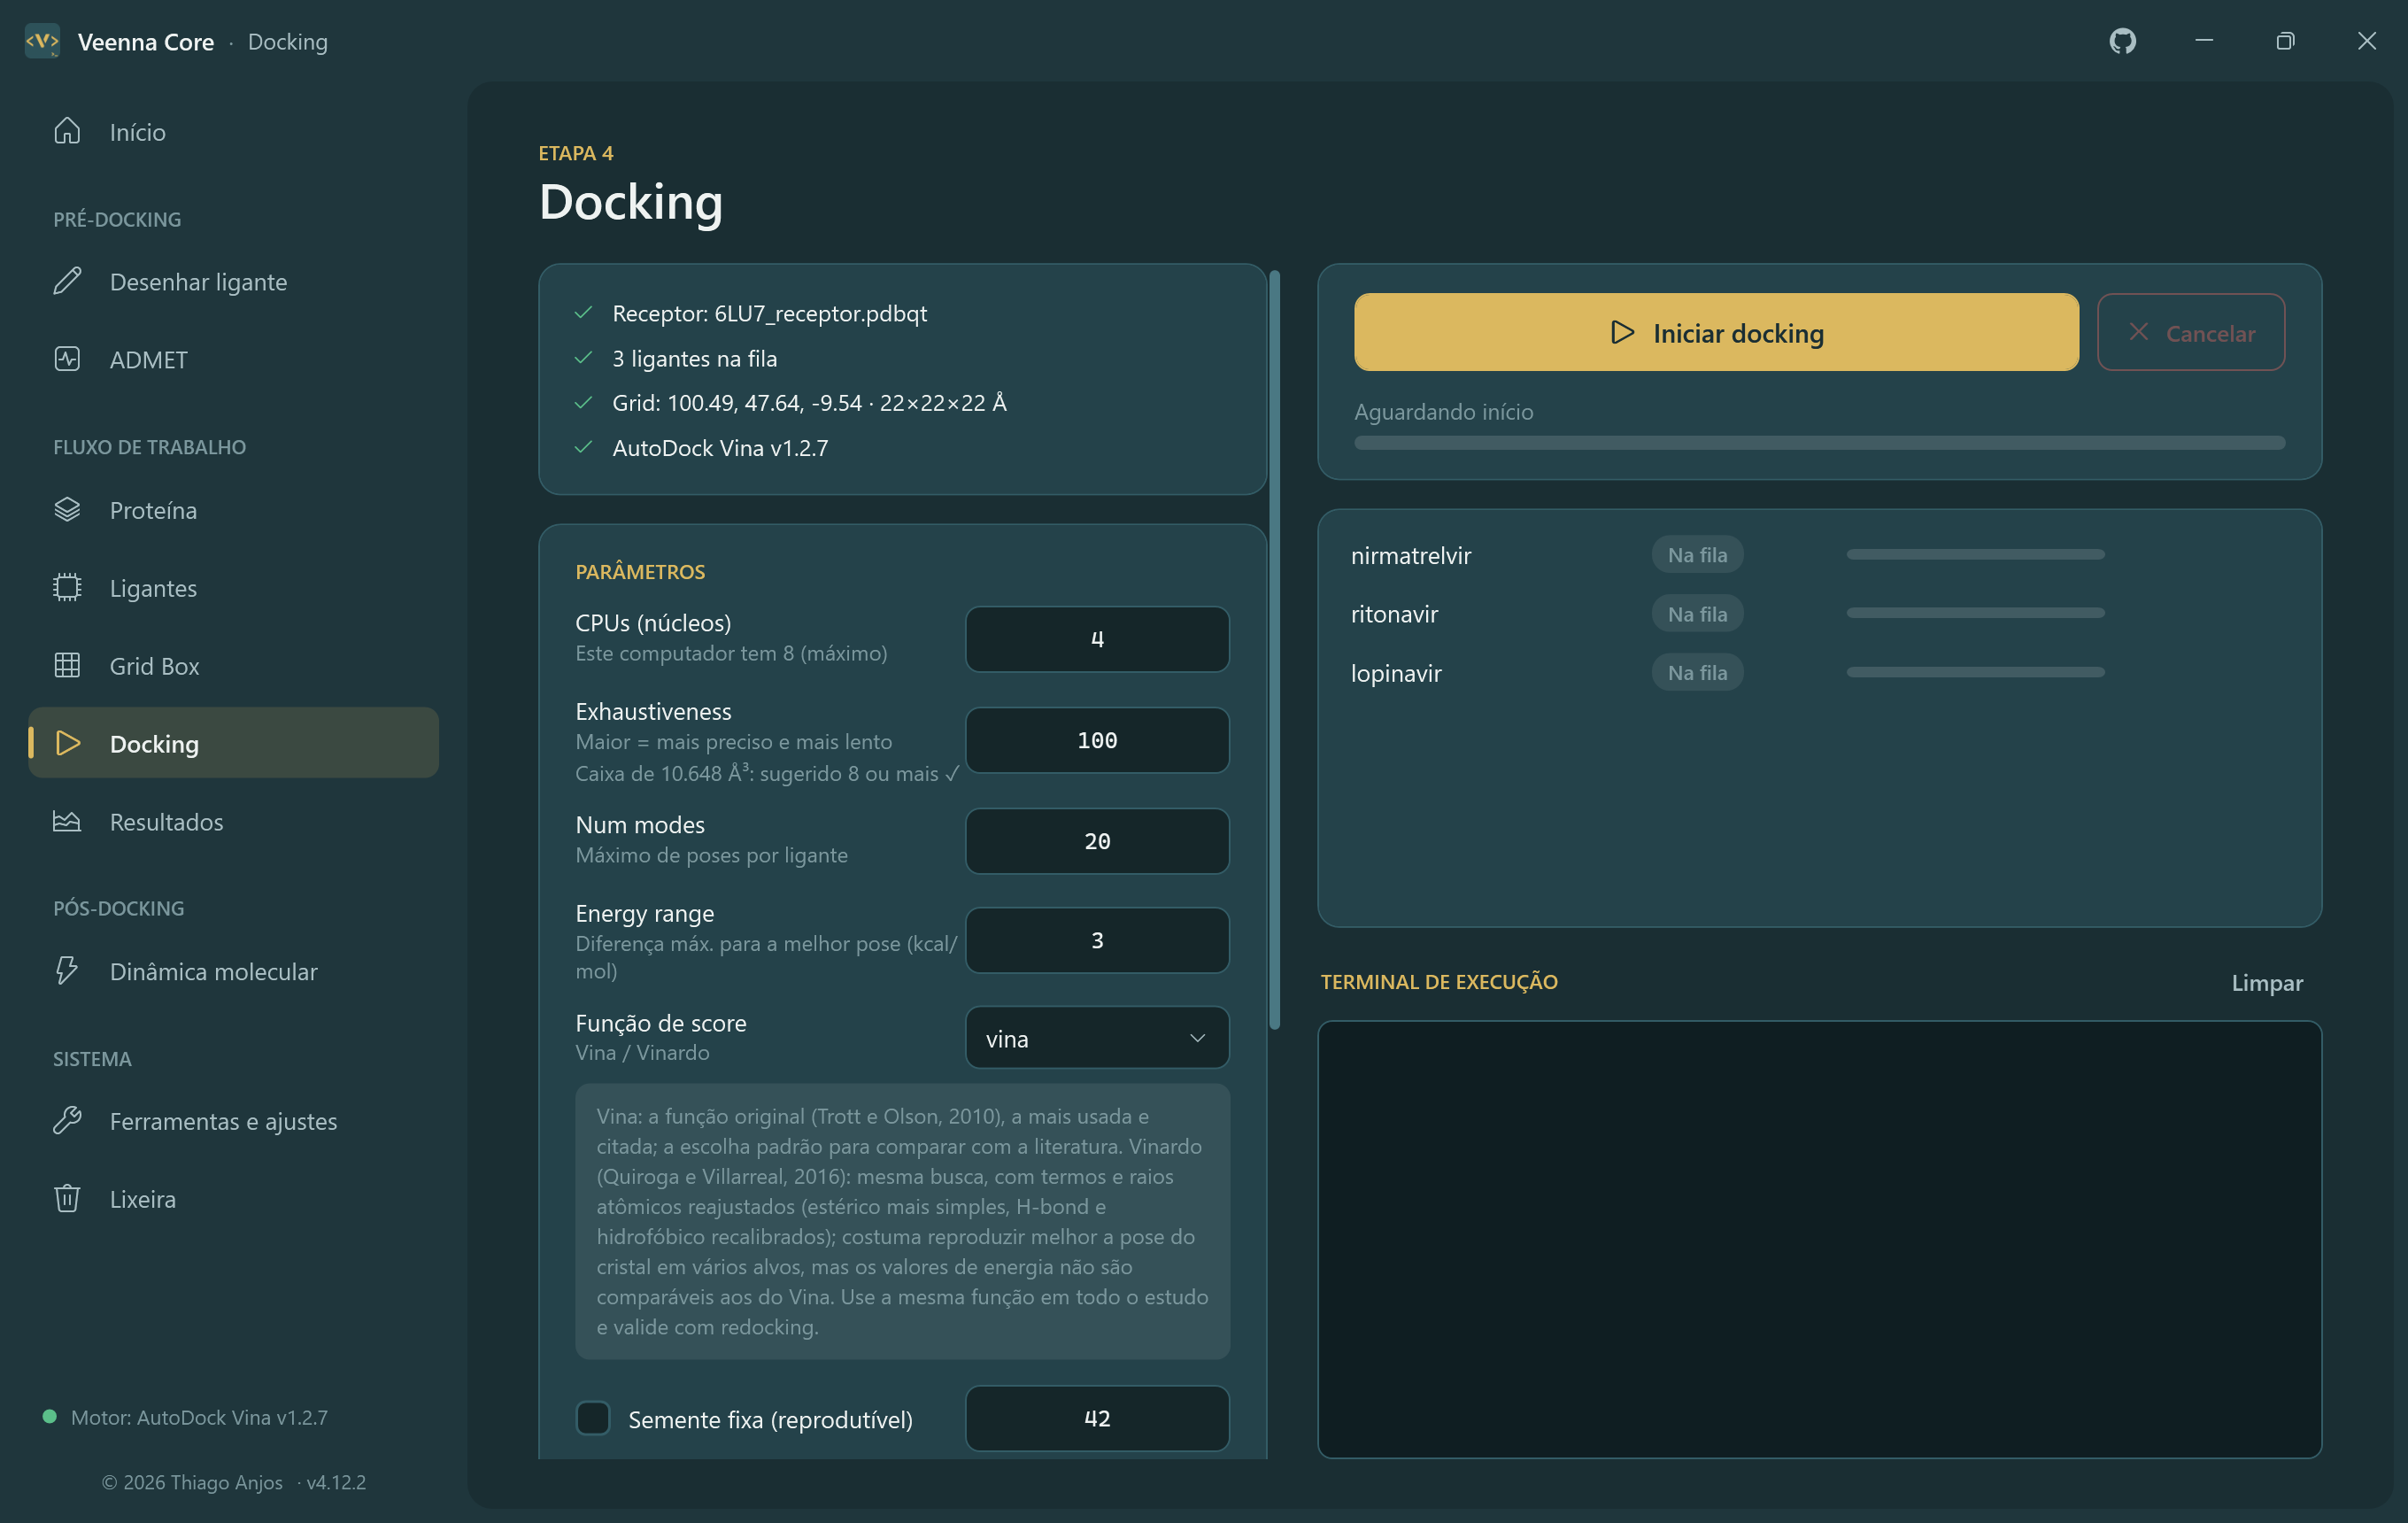 Veenna Core · Docking
Início
PRÉ-DOCKING
Desenhar ligante
ADMET
FLUXO DE TRABALHO
Proteína
Ligantes
Grid Box
Docking
Resultados
PÓS-DOCKING
Dinâmica molecular
SISTEMA
Ferramentas e ajustes
Lixeira
Motor: AutoDock Vina v1.2.7
© 2026 Thiago Anjos · v4.12.2
ETAPA 4
Docking
Receptor: 6LU7_receptor.pdbqt
3 ligantes na fila
Grid: 100.49, 47.64, -9.54 · 22×22×22 Å
AutoDock Vina v1.2.7
PARÂMETROS
CPUs (núcleos)
Este computador tem 8 (máximo)
4
Exhaustiveness
Maior = mais preciso e mais lento
Caixa de 10.648 Å³: sugerido 8 ou mais ✓
100
Num modes
Máximo de poses por ligante
20
Energy range
Diferença máx. para a melhor pose (kcal/
mol)
3
Função de score
Vina / Vinardo
vina
Vina: a função original (Trott e Olson, 2010), a mais usada e
citada; a escolha padrão para comparar com a literatura. Vinardo
(Quiroga e Villarreal, 2016): mesma busca, com termos e raios
atômicos reajustados (estérico mais simples, H-bond e
hidrofóbico recalibrados); costuma reproduzir melhor a pose do
cristal em vários alvos, mas os valores de energia não são
comparáveis aos do Vina. Use a mesma função em todo o estudo
e valide com redocking.
Semente fixa (reprodutível)
42
Iniciar docking
Cancelar
Aguardando início
nirmatrelvir Na fila
ritonavir Na fila
lopinavir Na fila
TERMINAL DE EXECUÇÃO
Limpar